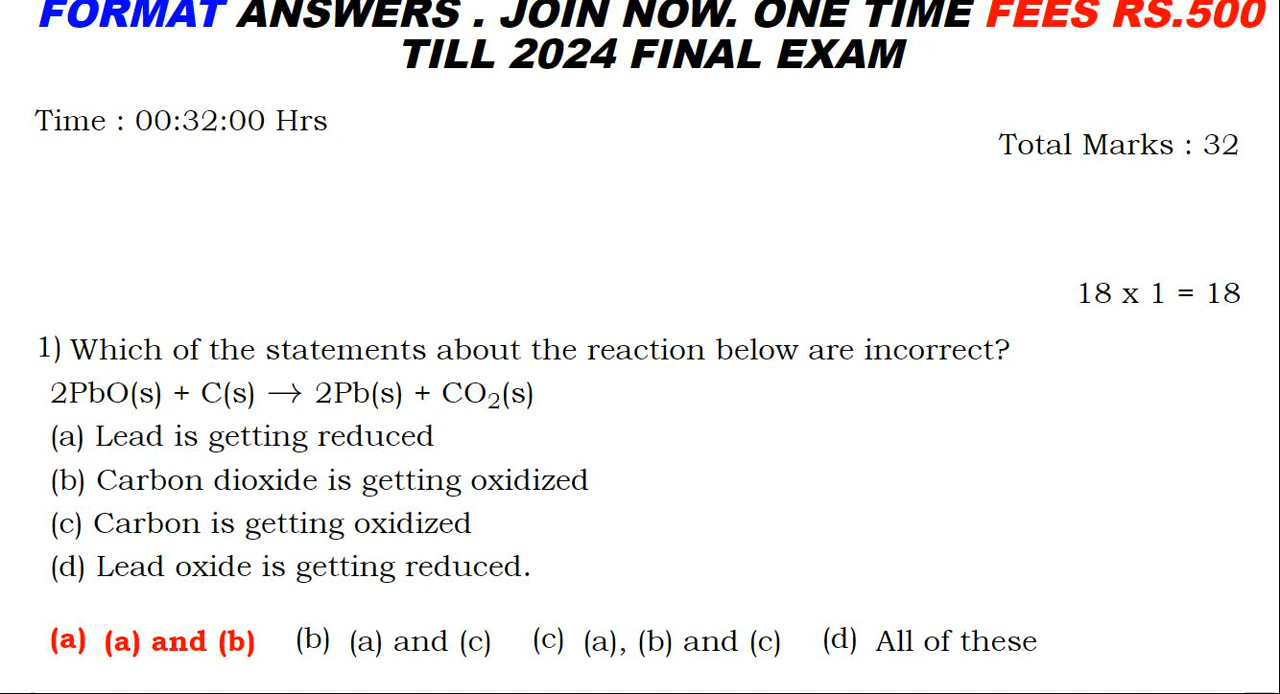 FORMAT ANSWERS . JOIN NOW. ONE TIME FEES RS.500
TILL 2024 FINAL EXAM
Time : 00:32:00 Hrs
Total Marks : 32
18 x 1 = 18
1) Which of the statements about the reaction below are incorrect?
2PbO(s) + C(s) → 2Pb(s) + CO₂(s)
(a) Lead is getting reduced
(b) Carbon dioxide is getting oxidized
(c) Carbon is getting oxidized
(d) Lead oxide is getting reduced.
(a) (a) and (b) (b) (a) and (c) (c) (a), (b) and (c) (d) All of these